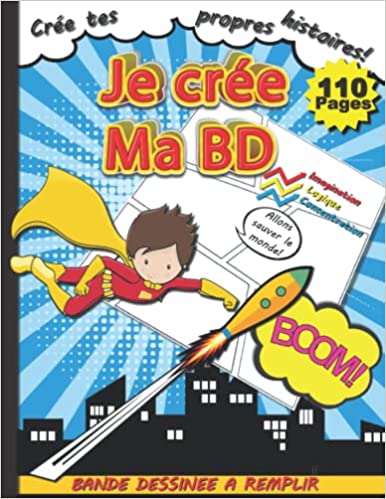 Crée tes propres histoires!
Je crée
Ma BD
110
Pages
Imagination
Logique
Concentration
Allons
sauver le
monde!
BOOM!
BANDE DESSINEE A REMPLIR